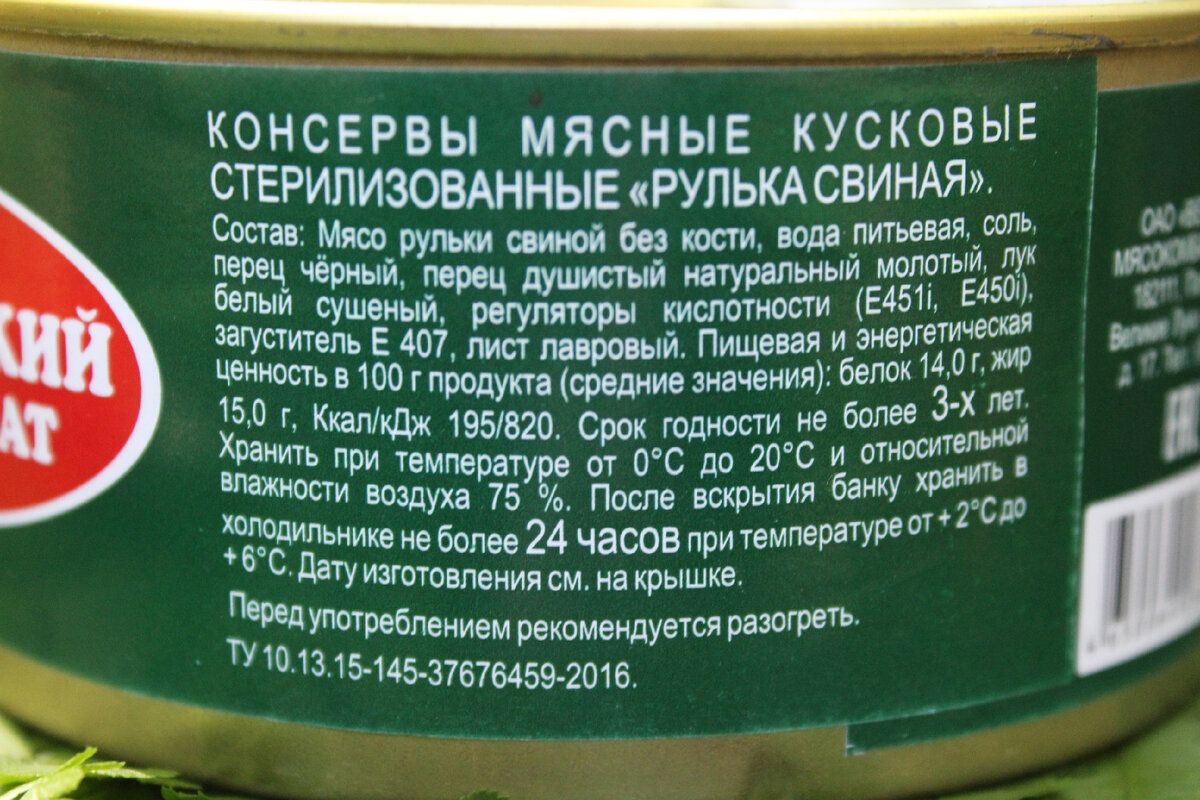 КОНСЕРВЫ МЯСНЫЕ КУСКОВЫЕ
СТЕРИЛИЗОВАННЫЕ «РУЛЬКА СВИНАЯ».
Состав: Мясо рульки свиной без кости, вода питьевая, соль,
перец чёрный, перец душистый натуральный молотый, лук
белый сушеный, регуляторы кислотности (Е451i, Е450i),
загуститель Е 407, лист лавровый. Пищевая и энергетическая
ценность в 100 г продукта (средние значения): белок 14,0 г, жир
15,0 г, Ккал/кДж 195/820. Срок годности не более 3-х лет.
Хранить при температуре от 0°С до 20°С и относительной
влажности воздуха 75 %. После вскрытия банку хранить в
холодильнике не более 24 часов при температуре от + 2°С до
+ 6°С. Дату изготовления см. на крышке.
Перед употреблением рекомендуется разогреть.
ТУ 10.13.15-145-37676459-2016.
КИЙ
АТ
ОАО
МЯСОКОМ
Великие
д. 17.